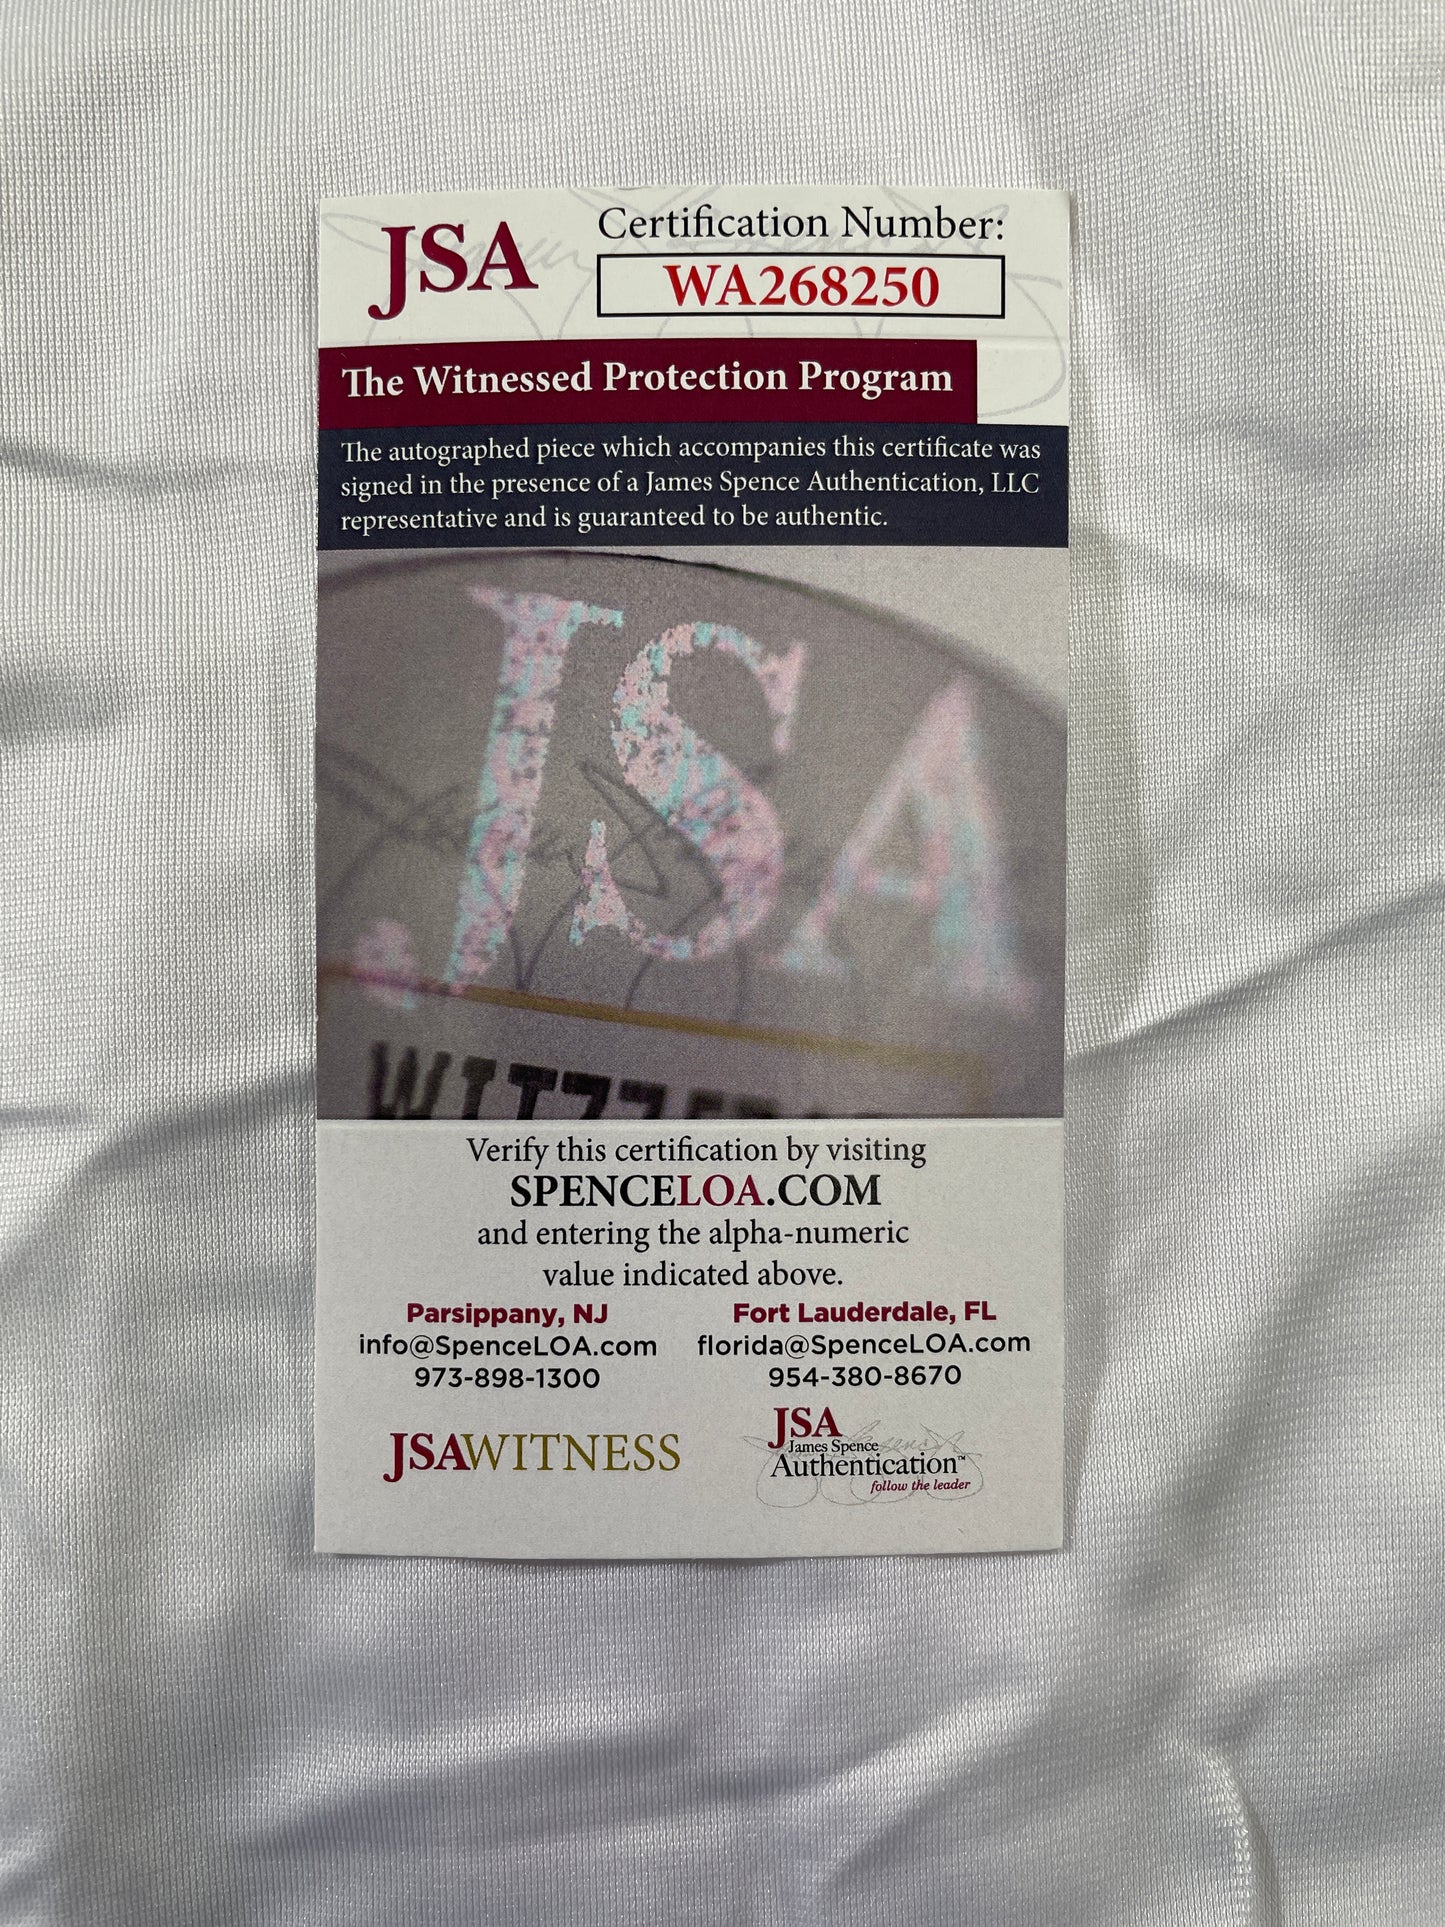 JSA
Certification Number:
WA268250
The Witnessed Protection Program
The autographed piece which accompanies this certificate was
signed in the presence of a James Spence Authentication, LLC
representative and is guaranteed to be authentic.
JSA
Verify this certification by visiting
SPENCELOA.COM
and entering the alpha-numeric
value indicated above.
Parsippany, NJ
info@SpenceLOA.com
973-898-1300
Fort Lauderdale, FL
florida@SpenceLOA.com
954-380-8670
JSAWITNESS
JSA
James Spence
Authentication™
follow the leader